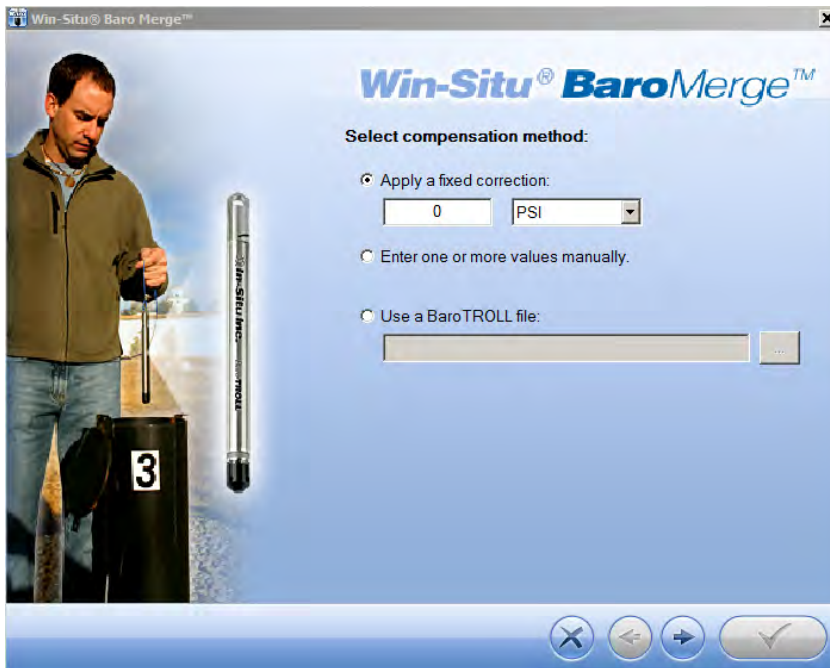 Win-Situ® Baro Merge™
Win-Situ® BaroMerge™
Select compensation method:
Apply a fixed correction:
0 PSI
Enter one or more values manually.
Use a BaroTROLL file:
...
In-Situ Inc.
BaroTROLL
3